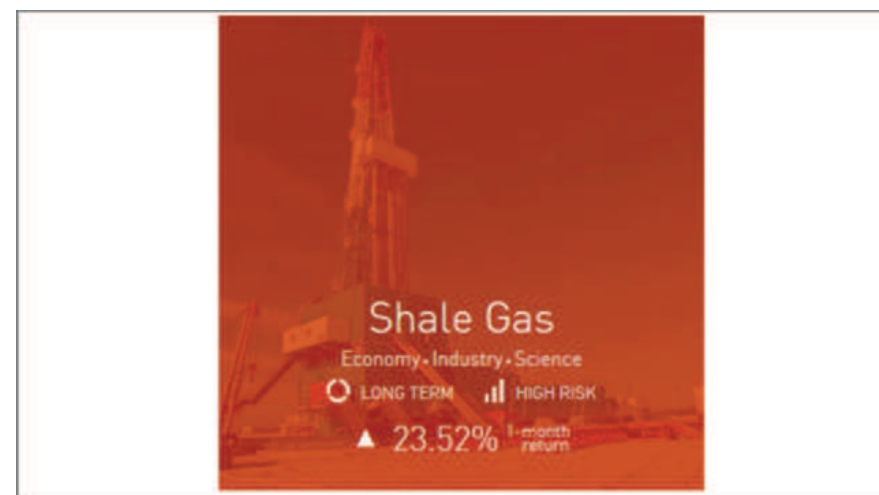 Shale Gas
Economy • Industry • Science
LONG TERM HIGH RISK
▲ 23.52% 1-month
return